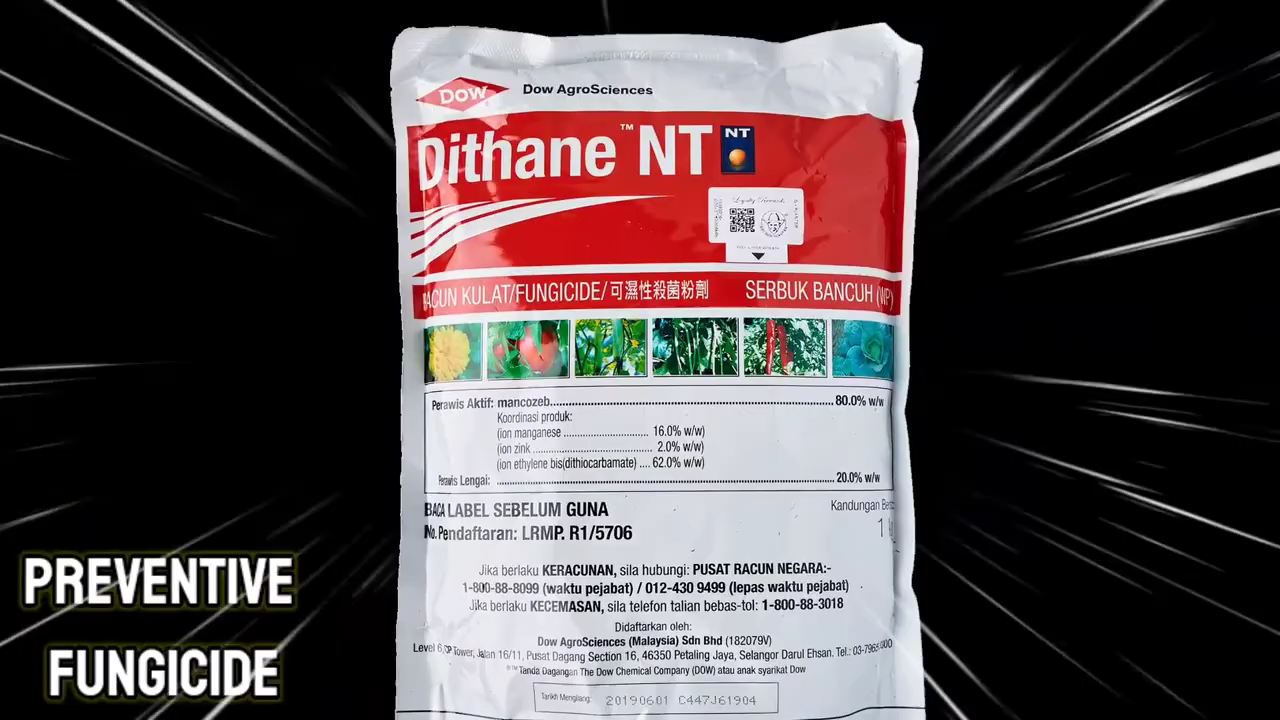 DOW Dow AgroSciences
Dithane™ NT NT
RACUN KULAT/FUNGICIDE/可濕性殺菌粉劑 SERBUK BANCUH (WP)
Perawis Aktif: mancozeb........ 80.0% w/w
Koordinasi produk:
(ion manganese ........ 16.0% w/w)
(ion zink ........ 2.0% w/w)
(ion ethylene bis(dithiocarbamate) .... 62.0% w/w)
Perawis Lengai: ........ 20.0% w/w
BACA LABEL SEBELUM GUNA
Kandungan
No. Pendaftaran: LRMP. R1/5706
1
Jika berlaku KERACUNAN, sila hubungi: PUSAT RACUN NEGARA:-
1-800-88-8099 (waktu pejabat) / 012-430 9499 (lepas waktu pejabat)
Jika berlaku KECEMASAN, sila telefon talian bebas-tol: 1-800-88-3018
Didaftarkan oleh:
Dow AgroSciences (Malaysia) Sdn Bhd (182079V)
Level 6, CP Tower, Jalan 16/11, Pusat Dagang Section 16, 46350 Petaling Jaya, Selangor Darul Ehsan. Tel.:
®™ Tanda Dagangan The Dow Chemical Company (DOW) atau anak syarikat Dow
Tarikh Mengilang: 20190601 C447J61904
PREVENTIVE
FUNGICIDE